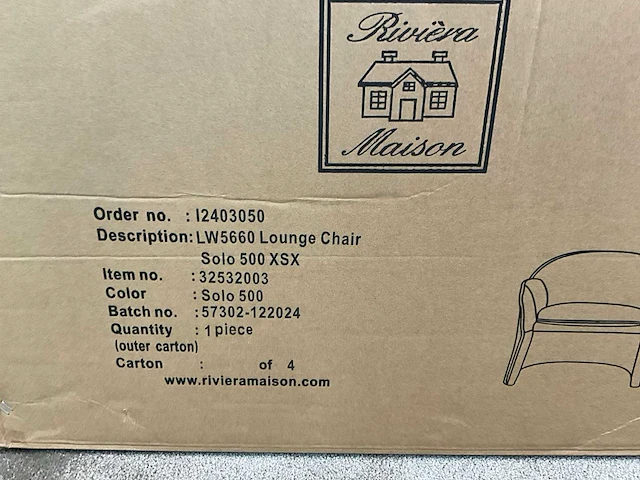 Rivièra
Maison
Order no. : I2403050
Description: LW5660 Lounge Chair
Solo 500 XSX
Item no. : 32532003
Color : Solo 500
Batch no. : 57302-122024
Quantity : 1 piece
(outer carton)
Carton : of 4
www.rivieramaison.com